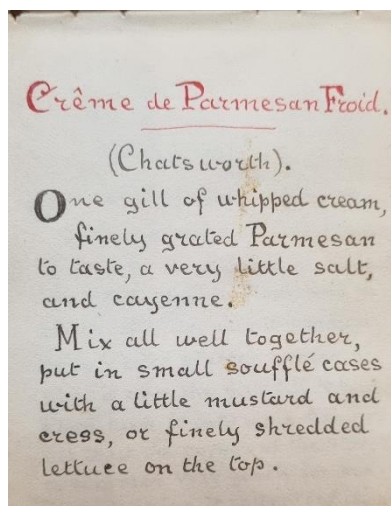 Crême de Parmesan Froid.
(Chatsworth).
One gill of whipped cream,
finely grated Parmesan
to taste, a very little salt,
and cayenne.
Mix all well together,
put in small soufflé cases
with a little mustard and
cress, or finely shredded
lettuce on the top.